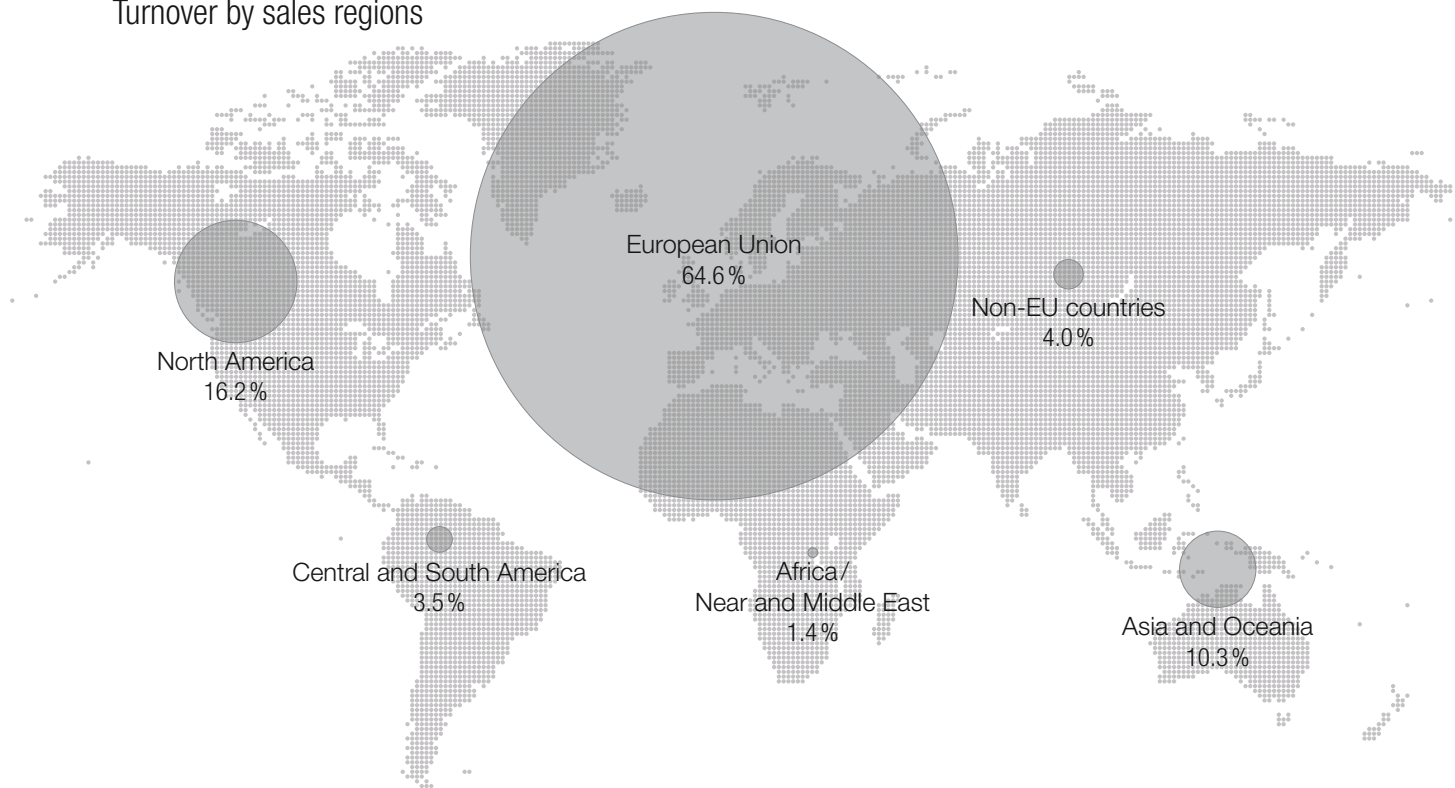 Turnover by sales regions
European Union
64.6 %
Non-EU countries
4.0 %
North America
16.2 %
Central and South America
3.5 %
Africa/
Near and Middle East
1.4 %
Asia and Oceania
10.3 %